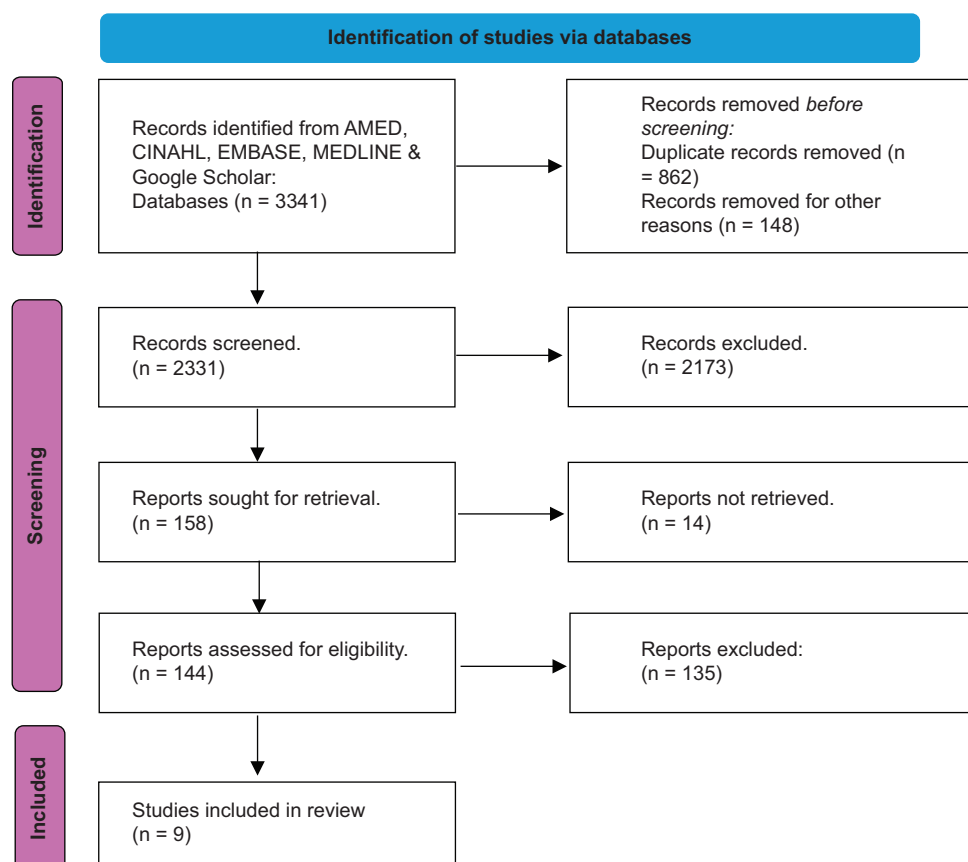 Identification of studies via databases
Identification
Records identified from AMED,
CINAHL, EMBASE, MEDLINE &
Google Scholar:
Databases (n = 3341)
Records removed before
screening:
Duplicate records removed (n
= 862)
Records removed for other
reasons (n = 148)
Screening
Records screened.
(n = 2331)
Records excluded.
(n = 2173)
Reports sought for retrieval.
(n = 158)
Reports not retrieved.
(n = 14)
Reports assessed for eligibility.
(n = 144)
Reports excluded:
(n = 135)
Included
Studies included in review
(n = 9)